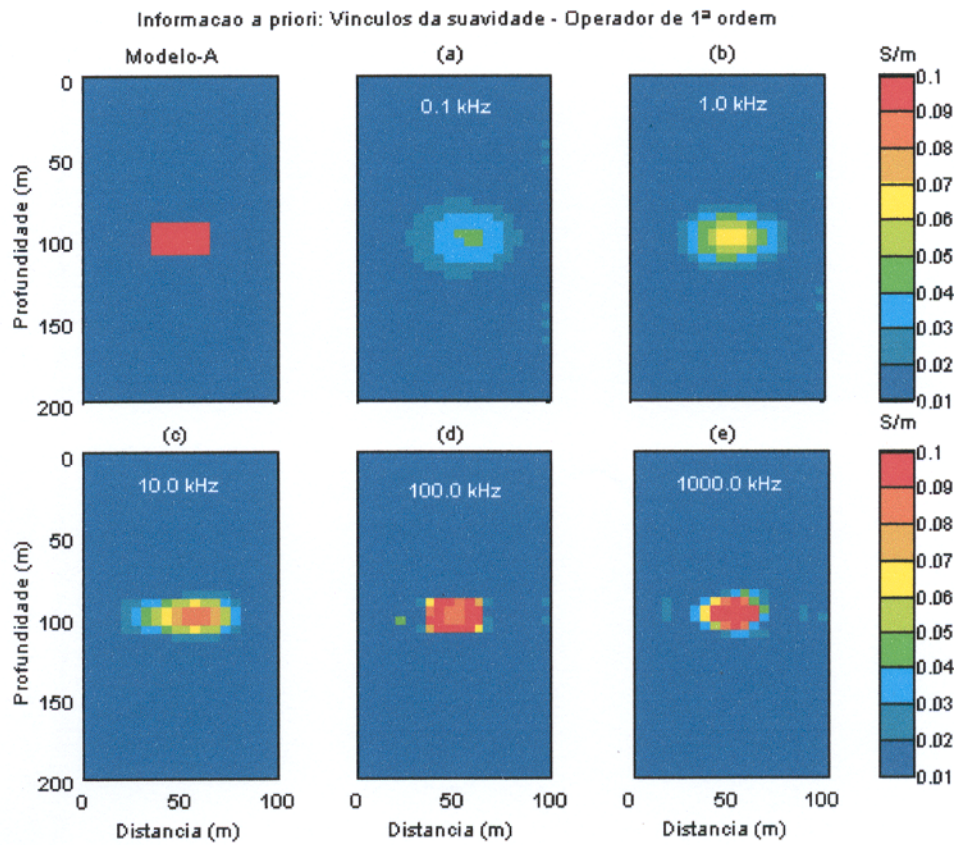 Informacao a priori: Vinculos da suavidade - Operador de 1ª ordem
Modelo-A
(a)
(b)
S/m
0.1 kHz
1.0 kHz
0
50
100
150
200
Profundidade (m)
0
100
0
100
0.1
0.09
0.08
0.07
0.06
0.05
0.04
0.03
0.02
0.01
(c)
(d)
(e)
S/m
10.0 kHz
100.0 kHz
1000.0 kHz
0
50
100
150
200
Profundidade (m)
0
50
100
Distancia (m)
0
50
100
Distancia (m)
0
50
100
Distancia (m)
0.1
0.09
0.08
0.07
0.06
0.05
0.04
0.03
0.02
0.01